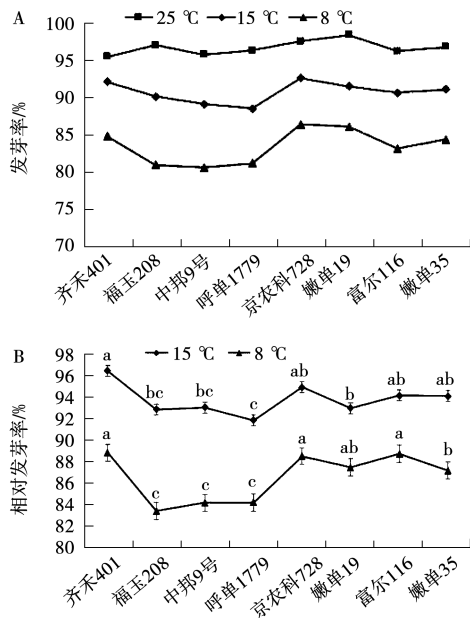 A
25 ℃ 15 ℃ 8 ℃
发芽率/%
100
95
90
85
80
75
70
齐禾401 福玉208 中邦9号 呼单1779 京农科728 嫩单19 富尔116 嫩单35
B
15 ℃ 8 ℃
相对发芽率/%
98
96
94
92
90
88
86
84
82
80
a bc bc c ab b ab ab
a c c c a ab a b
齐禾401 福玉208 中邦9号 呼单1779 京农科728 嫩单19 富尔116 嫩单35